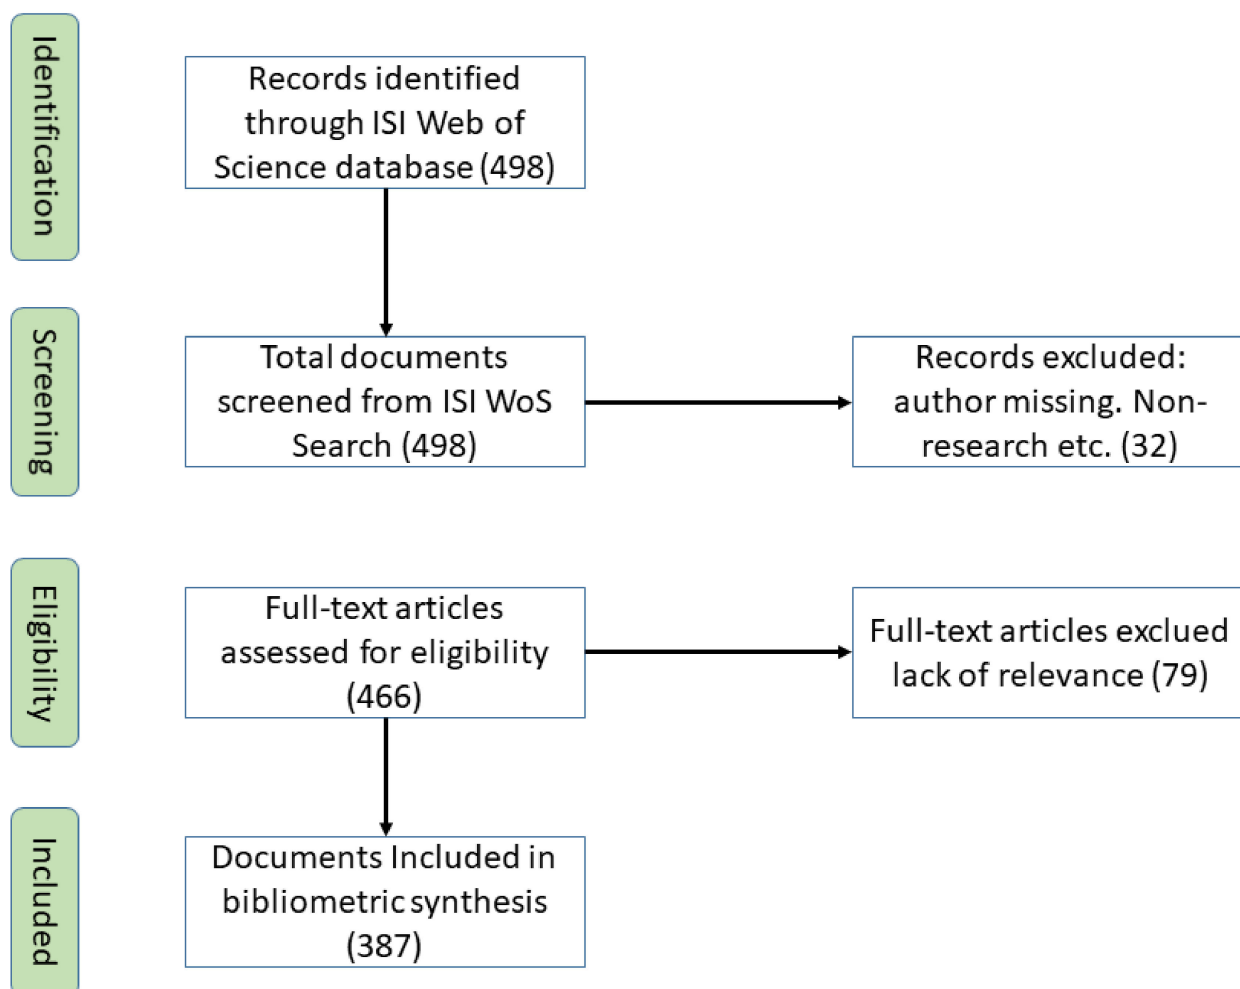 Identification
Records identified
through ISI Web of
Science database (498)
Screening
Total documents
screened from ISI WoS
Search (498)
Records excluded:
author missing. Non-
research etc. (32)
Eligibility
Full-text articles
assessed for eligibility
(466)
Full-text articles exclued
lack of relevance (79)
Included
Documents Included in
bibliometric synthesis
(387)